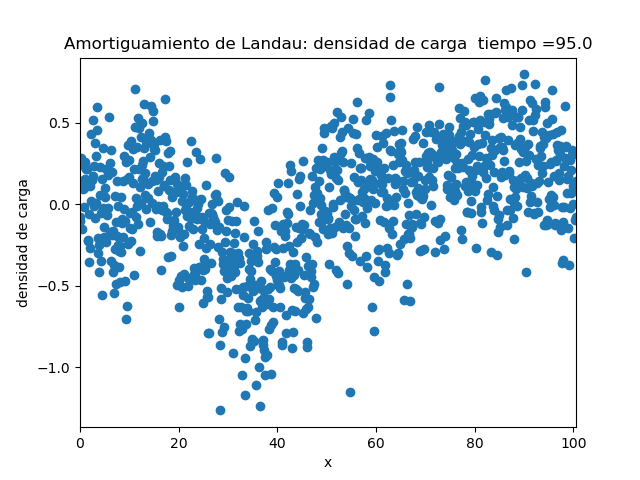 Amortiguamiento de Landau: densidad de carga  tiempo =95.0
densidad de carga
0.5
0.0
−0.5
−1.0
0 20 40 60 80 100
x